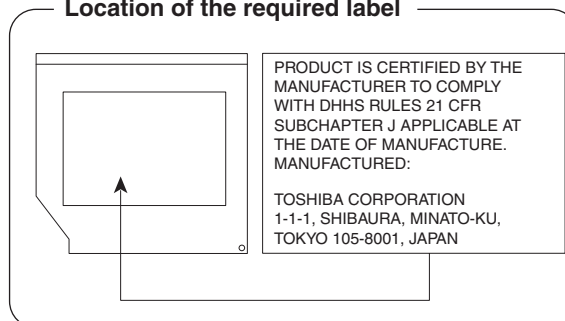 Location of the required label
PRODUCT IS CERTIFIED BY THE
MANUFACTURER TO COMPLY
WITH DHHS RULES 21 CFR
SUBCHAPTER J APPLICABLE AT
THE DATE OF MANUFACTURE.
MANUFACTURED:
TOSHIBA CORPORATION
1-1-1, SHIBAURA, MINATO-KU,
TOKYO 105-8001, JAPAN